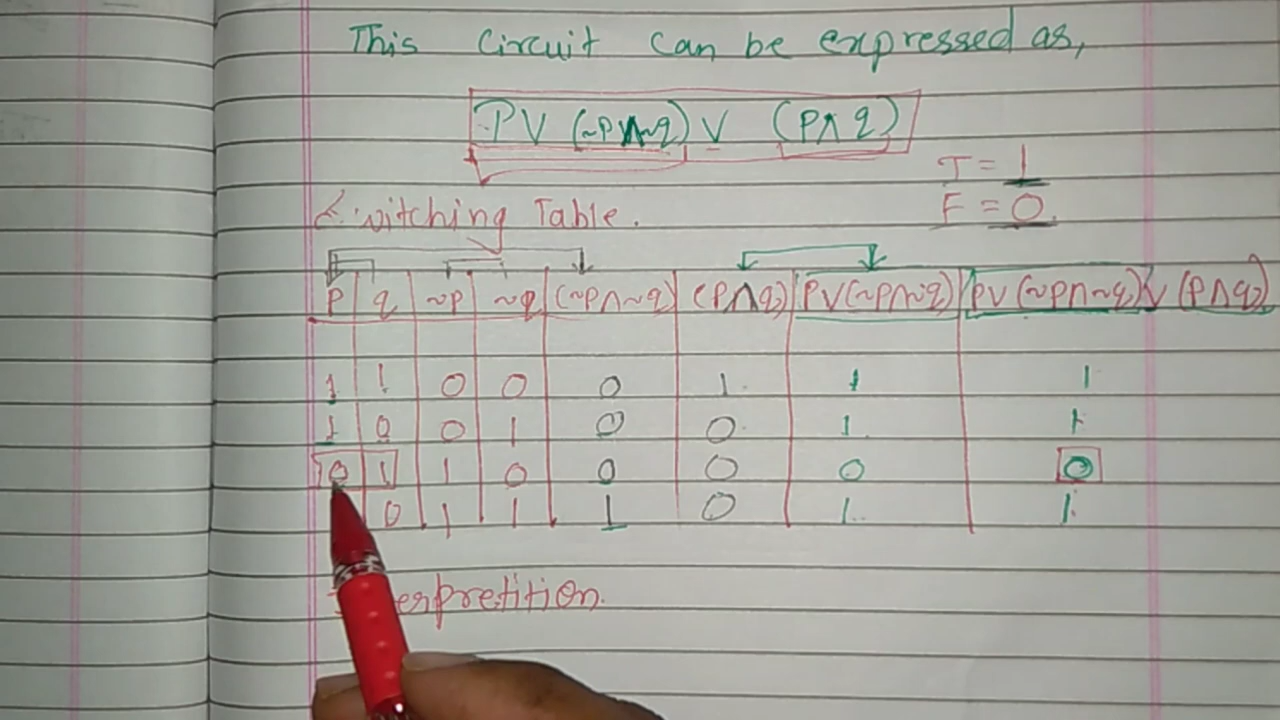 This circuit can be expressed as,
P∨(~P∧~q)∨ (P∧q)
T = 1
F = 0.
Switching Table.
P q ~P ~q (~P∧~q) (P∧q) P∨(~P∧~q) P∨(~P∧~q)∨(P∧q)
1 1 0 0 0 1 1 1
1 0 0 1 0 0 1 1
0 1 1 0 0 0 0 0
0 1 1 1 0 1 1